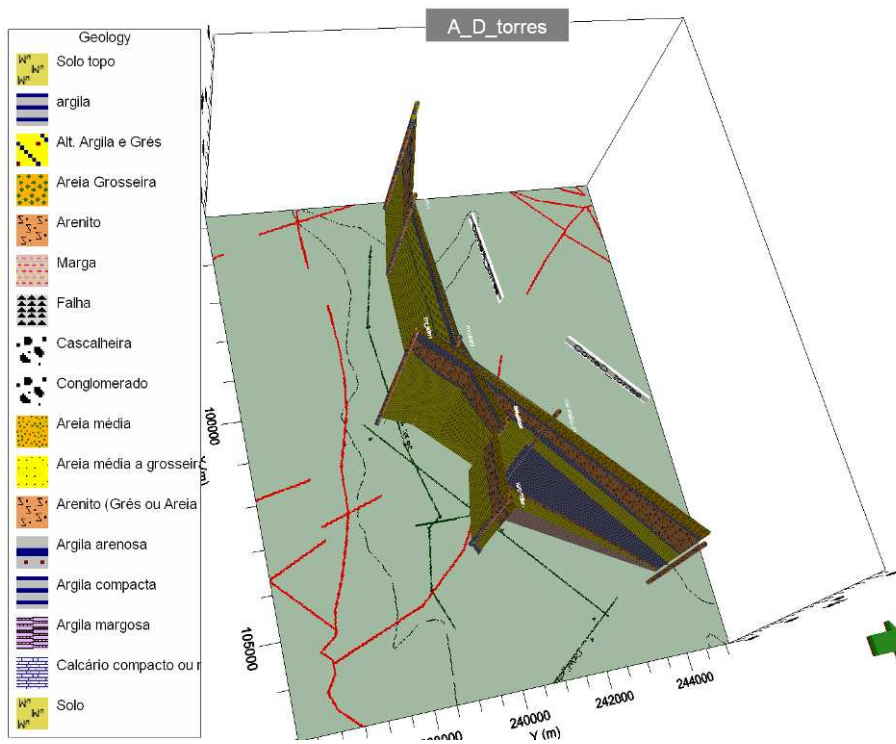 A_D_torres
Geology
Solo topo
argila
Alt. Argila e Grés
Areia Grosseira
Arenito
Marga
Falha
Cascalheira
Conglomerado
Areia média
Areia média a grosseir
Arenito (Grés ou Areia
Argila arenosa
Argila compacta
Argila margosa
Calcário compacto ou r
Solo
100000
105000
240000
242000
244000
Y (m)